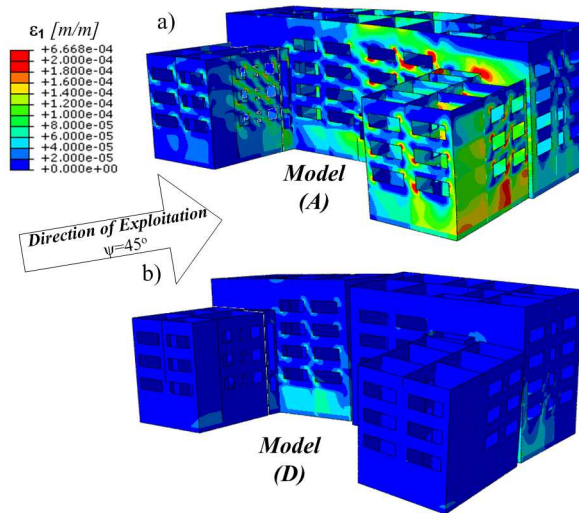 a)
ε₁ [m/m]
+6.668e-04
+2.000e-04
+1.800e-04
+1.600e-04
+1.400e-04
+1.200e-04
+1.000e-04
+8.000e-05
+6.000e-05
+4.000e-05
+2.000e-05
+0.000e+00
Model
(A)
Direction of Exploitation
ψ=45°
b)
Model
(D)